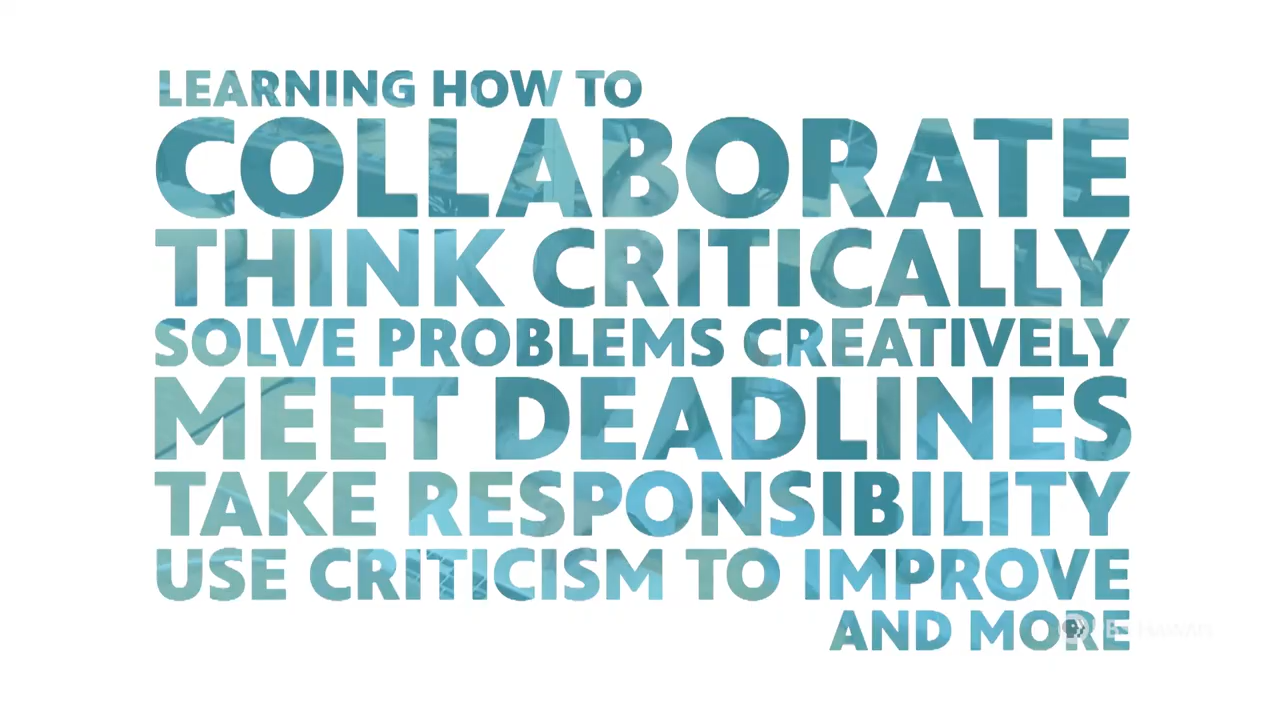 LEARNING HOW TO
COLLABORATE
THINK CRITICALLY
SOLVE PROBLEMS CREATIVELY
MEET DEADLINES
TAKE RESPONSIBILITY
USE CRITICISM TO IMPROVE
AND MORE